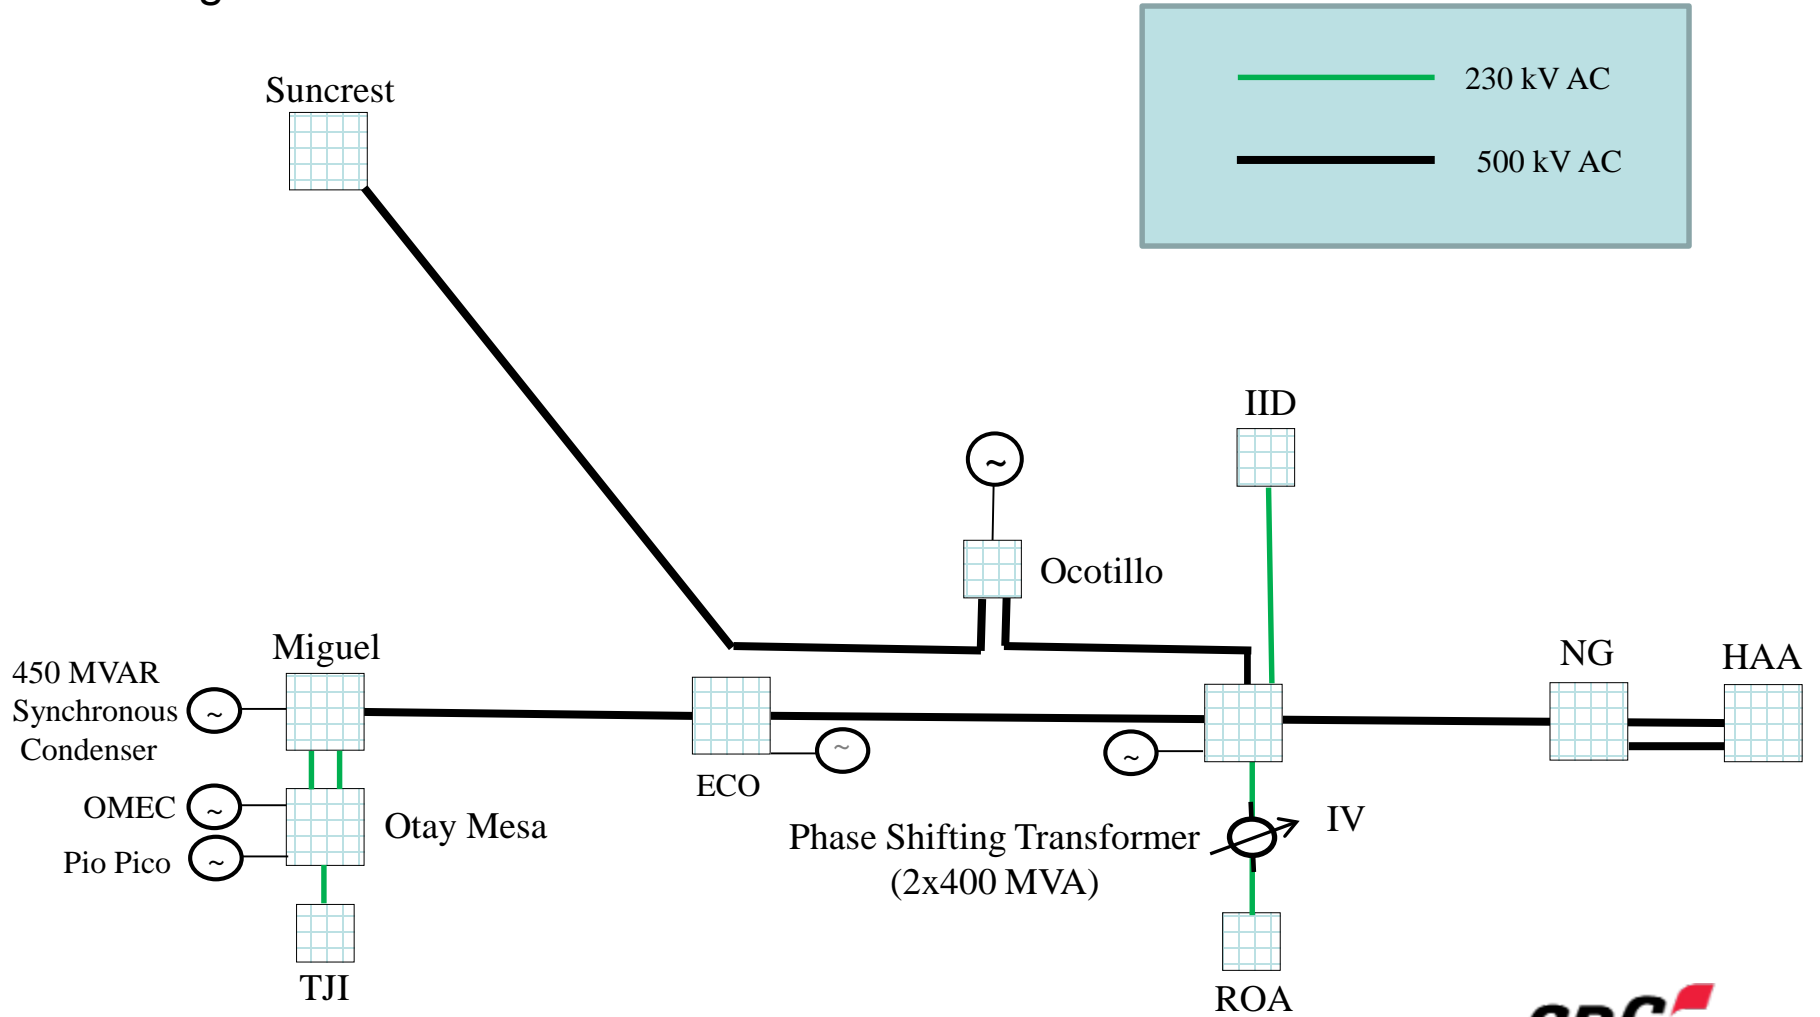 230 kV AC
500 kV AC
Suncrest
IID
Ocotillo
Miguel
NG
HAA
450 MVAR
Synchronous
Condenser
~
~
~
~
ECO
OMEC
~
Otay Mesa
Phase Shifting Transformer
(2x400 MVA)
IV
Pio Pico
~
TJI
ROA